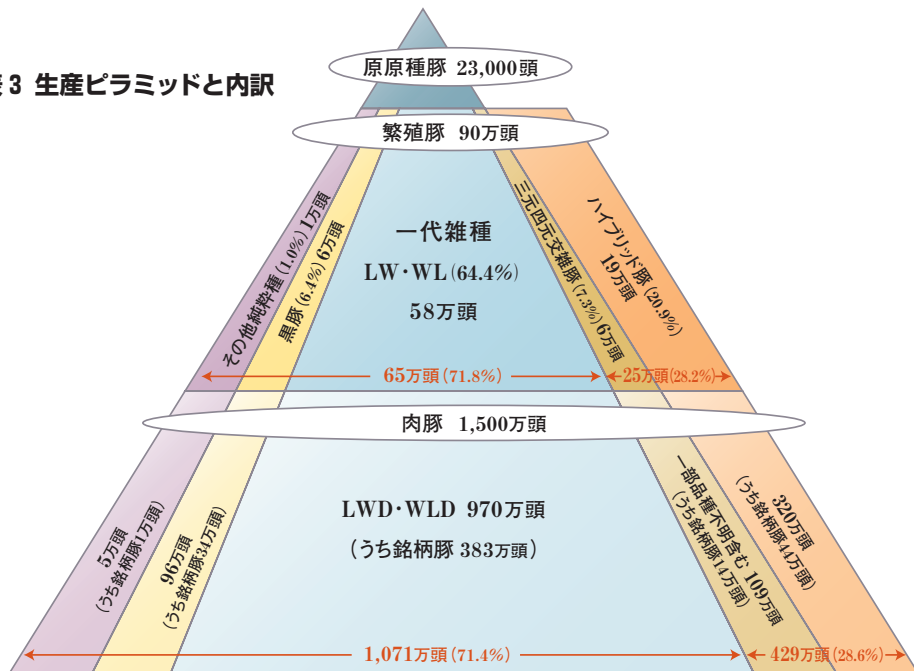 3 生産ピラミッドと内訳
原原種豚 23,000頭
繁殖豚 90万頭
その他純粋種(1.0%)1万頭
黒豚(6.4%)6万頭
一代雑種
LW・WL(64.4%)
58万頭
三元四元交雑豚(7.3%)6万頭
ハイブリッド豚(20.9%)
19万頭
65万頭(71.8%)
25万頭(28.2%)
肉豚 1,500万頭
5万頭
(うち銘柄豚1万頭)
96万頭
(うち銘柄豚34万頭)
LWD・WLD 970万頭
(うち銘柄豚 383万頭)
一部品種不明含む 109万頭
(うち銘柄豚14万頭)
320万頭
(うち銘柄豚44万頭)
1,071万頭(71.4%)
429万頭(28.6%)